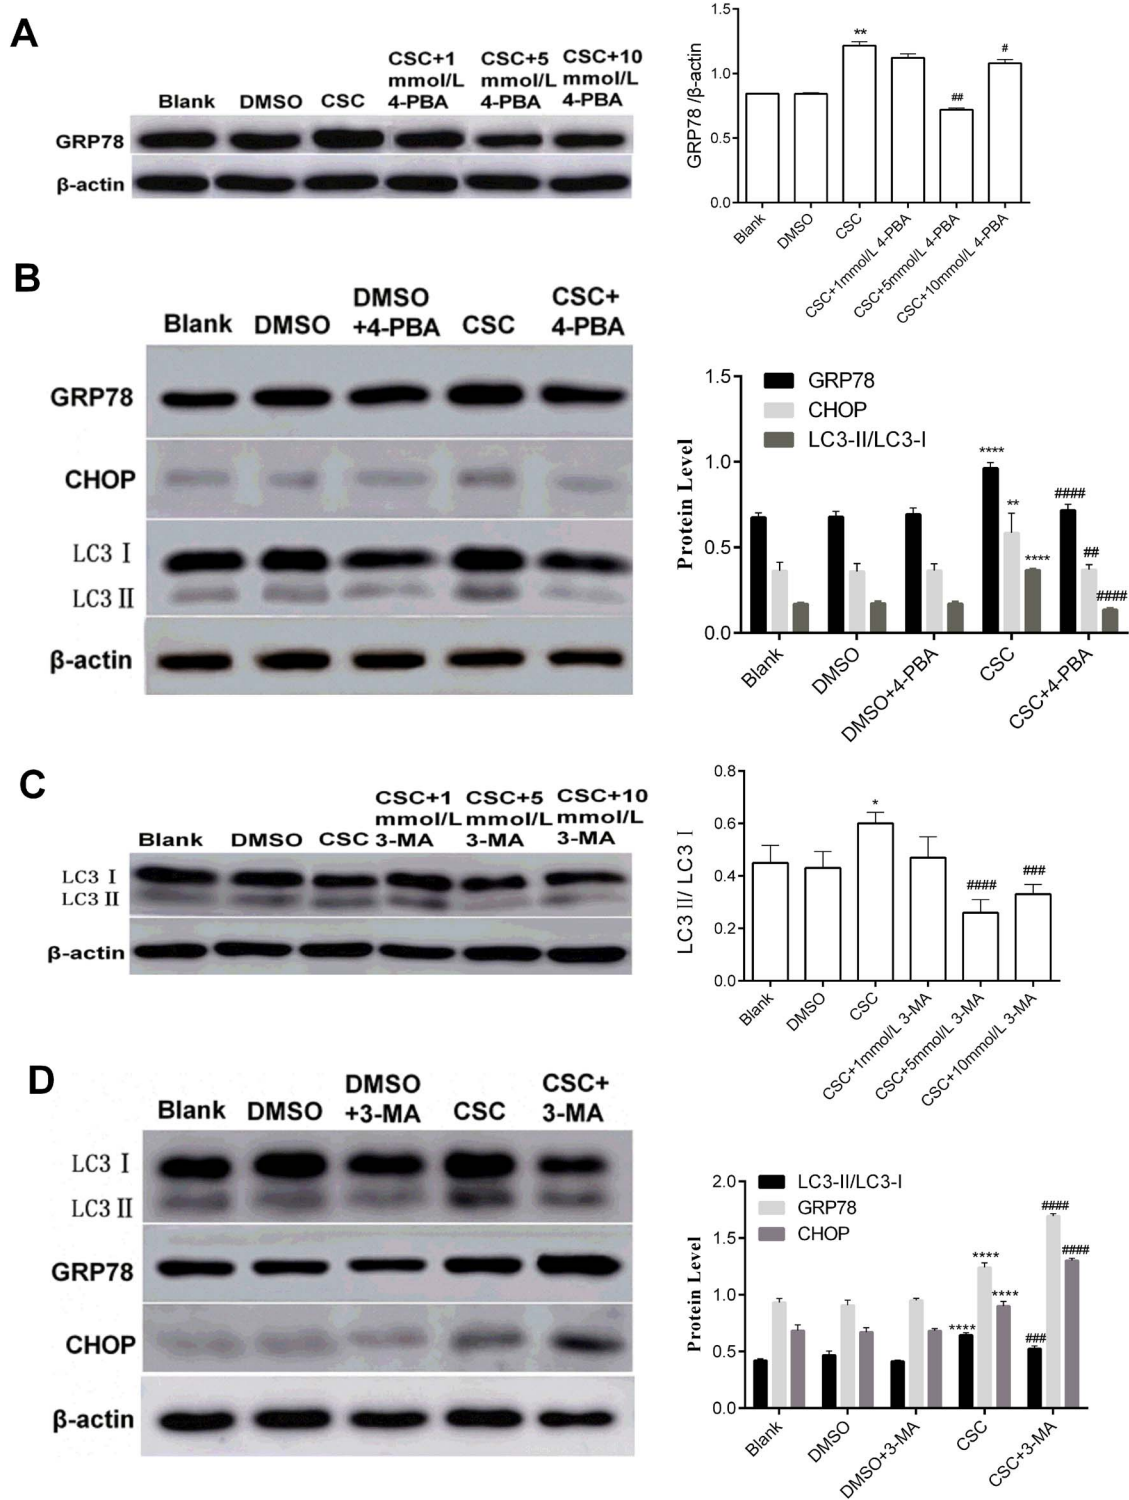 A
Blank DMSO CSC
CSC+1
mmol/L
4-PBA
CSC+5
mmol/L
4-PBA
CSC+10
mmol/L
4-PBA
GRP78
β-actin
GRP78 /β-actin
1.5
1.0
0.5
0.0
**
##
#
Blank
DMSO
CSC
CSC+1mmol/L 4-PBA
CSC+5mmol/L 4-PBA
CSC+10mmol/L 4-PBA
B
Blank DMSO
DMSO
+4-PBA
CSC
CSC+
4-PBA
GRP78
CHOP
LC3 Ⅰ
LC3 Ⅱ
β-actin
Protein Level
1.5
1.0
0.5
0.0
GRP78
CHOP
LC3-II/LC3-I
****
**
****
####
##
####
Blank
DMSO
DMSO+4-PBA
CSC
CSC+4-PBA
C
Blank DMSO CSC
CSC+1
mmol/L
3-MA
CSC+5
mmol/L
3-MA
CSC+10
mmol/L
3-MA
LC3 Ⅰ
LC3 Ⅱ
β-actin
LC3 Ⅱ/ LC3 Ⅰ
0.8
0.6
0.4
0.2
0.0
*
####
###
Blank
DMSO
CSC
CSC+1mmol/L 3-MA
CSC+5mmol/L 3-MA
CSC+10mmol/L 3-MA
D
Blank DMSO
DMSO
+3-MA
CSC
CSC+
3-MA
LC3 Ⅰ
LC3 Ⅱ
GRP78
CHOP
β-actin
Protein Level
2.0
1.5
1.0
0.5
0.0
LC3-II/LC3-I
GRP78
CHOP
****
****
****
###
####
####
Blank
DMSO
DMSO+3-MA
CSC
CSC+3-MA